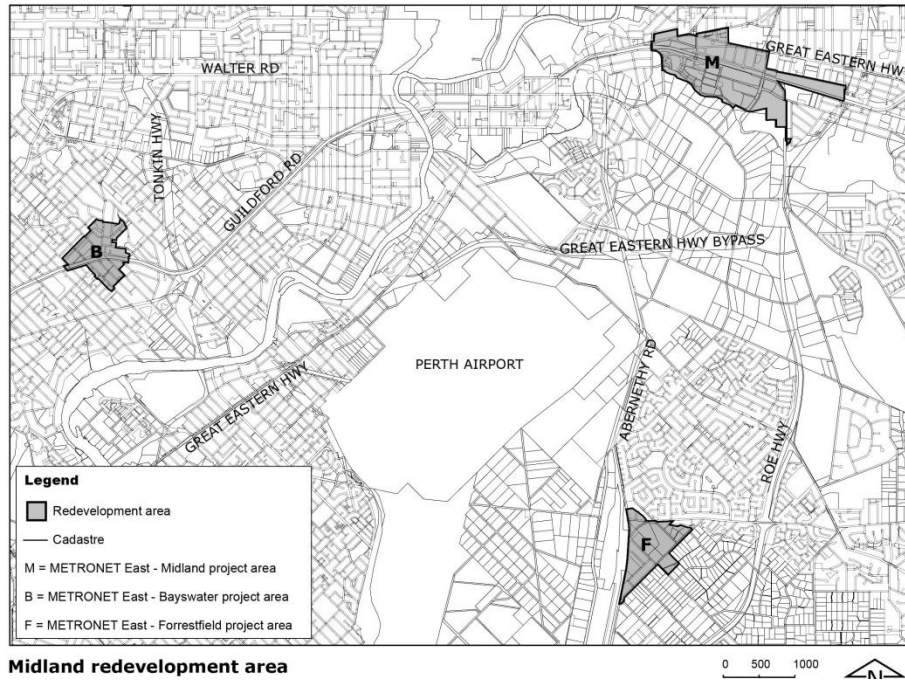 WALTER RD
GREAT EASTERN HW
M
TONKIN HWY
GUILDFORD RD
B
GREAT EASTERN HWY BYPASS
PERTH AIRPORT
ABERNETHY RD
GREAT EASTERN HWY
ROE HWY
F
Legend
Redevelopment area
Cadastre
M = METRONET East - Midland project area
B = METRONET East - Bayswater project area
F = METRONET East - Forrestfield project area
Midland redevelopment area
0 500 1000
N